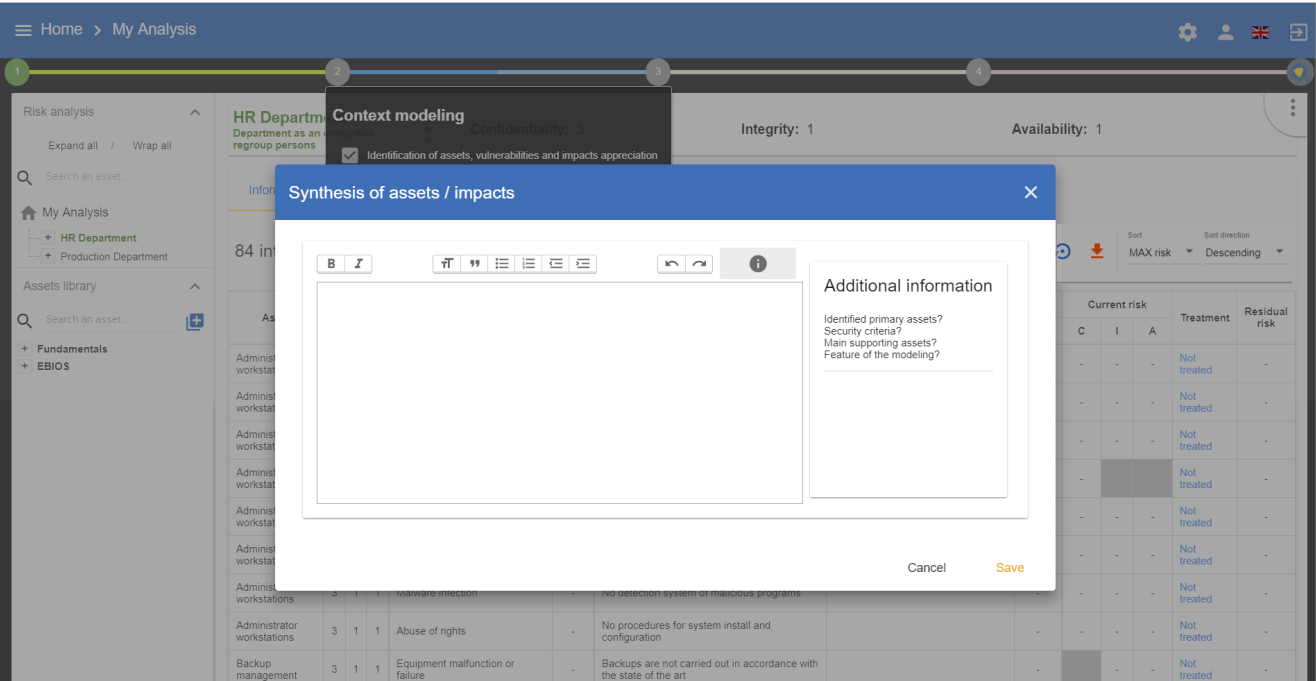 Home > My Analysis
1
2
3
4
Risk analysis
Expand all / Wrap all
Search an asset...
My Analysis
+ HR Department
+ Production Department
Assets library
Search an asset...
+ Fundamentals
+ EBIOS
HR Departm
Department as an entity that
regroup persons
Confidentiality: 3
Integrity: 1
Availability: 1
Context modeling
Identification of assets, vulnerabilities and impacts appreciation
Inform
84 inf
Sort
MAX risk
Sort direction
Descending
Synthesis of assets / impacts
B I
Additional information
Identified primary assets?
Security criteria?
Main supporting assets?
Feature of the modeling?
Cancel
Save
As
Current risk
C I A
Treatment
Residual
risk
Administ
workstat
- - - Not
treated -
Administ
workstat
- - - Not
treated -
Administ
workstat
- - - Not
treated -
Administ
workstat
- Not
treated -
Administ
workstat
- - - Not
treated -
Administ
workstat
- - - Not
treated -
Administ
workstations
3 1 1 Malware infection - No detection system of malicious programs - - - - Not
treated -
Administrator
workstations
3 1 1 Abuse of rights - No procedures for system install and
configuration
- - - - Not
treated -
Backup
management
3 1 1 Equipment malfunction or
failure
- Backups are not carried out in accordance with
the state of the art
- - - Not
treated -